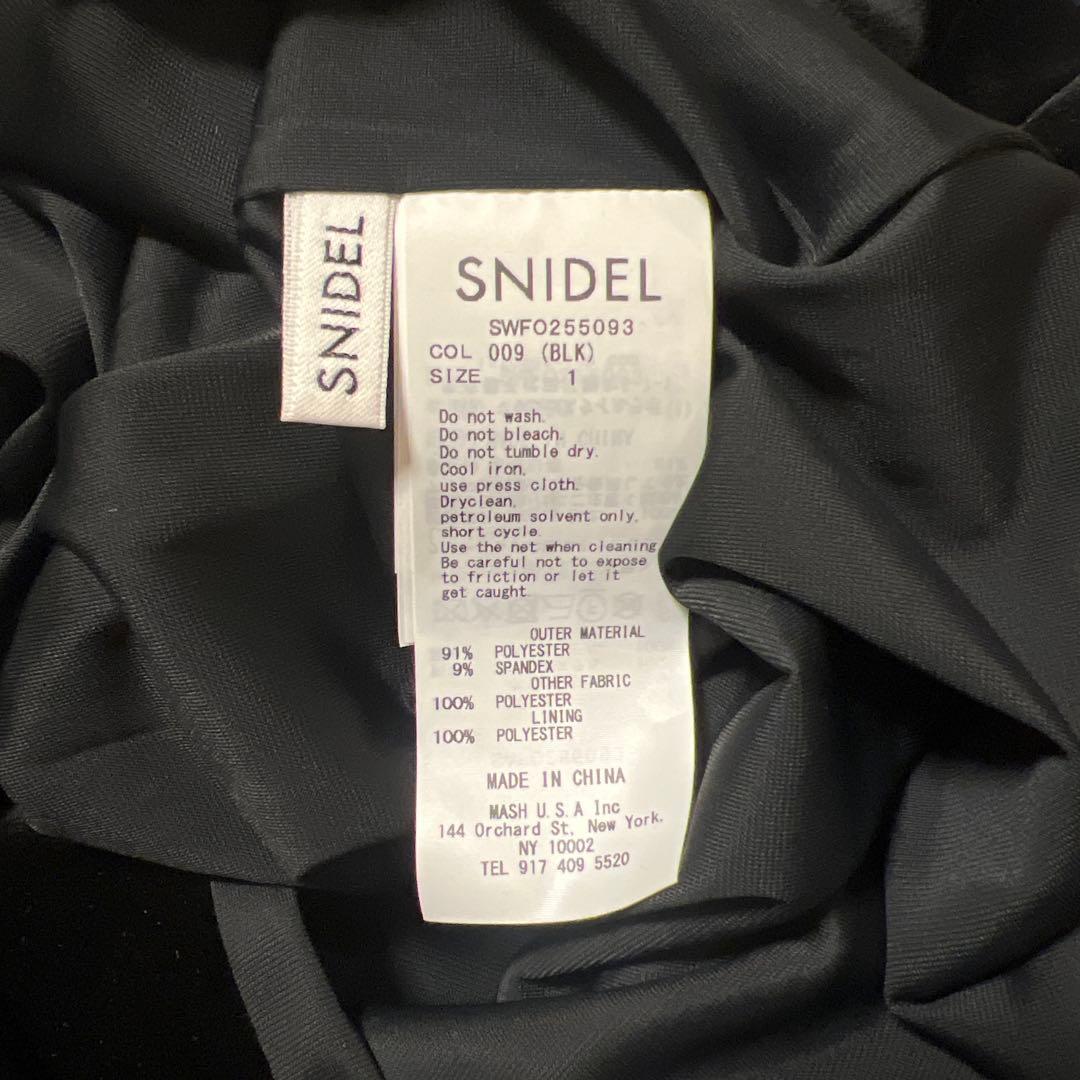 SNIDEL
SNIDEL
SWFO255093
COL 009 (BLK)
SIZE 1
Do not wash.
Do not bleach.
Do not tumble dry.
Cool iron,
use press cloth.
Dryclean,
petroleum solvent only,
short cycle.
Use the net when cleaning
Be careful not to expose
to friction or let it
get caught.
OUTER MATERIAL
91% POLYESTER
9% SPANDEX
OTHER FABRIC
100% POLYESTER
LINING
100% POLYESTER
MADE IN CHINA
MASH U.S.A Inc
144 Orchard St, New York.
NY 10002
TEL 917 409 5520